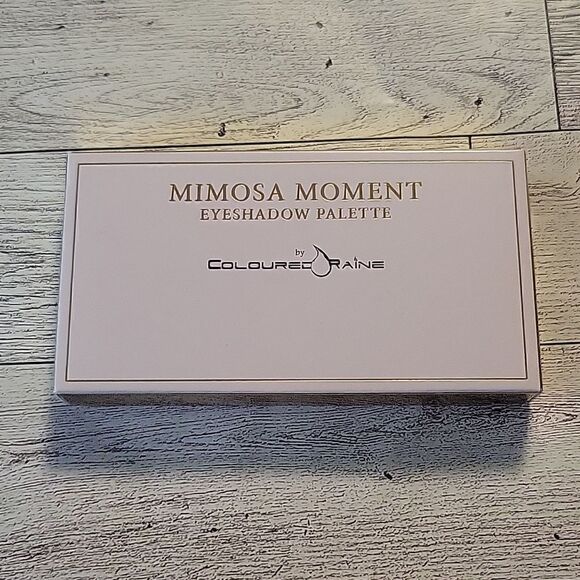 MIMOSA MOMENT
EYESHADOW PALETTE
by
COLOURED RAINE